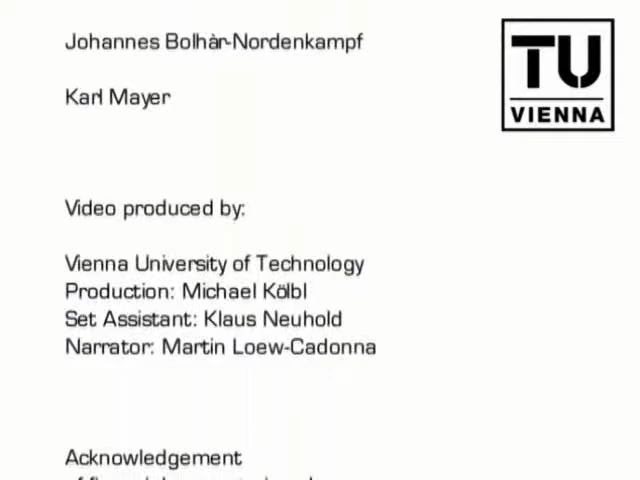 Johannes Bolhàr-Nordenkampf
Karl Mayer
TU
VIENNA
Video produced by:
Vienna University of Technology
Production: Michael Kölbl
Set Assistant: Klaus Neuhold
Narrator: Martin Loew-Cadonna
Acknowledgement